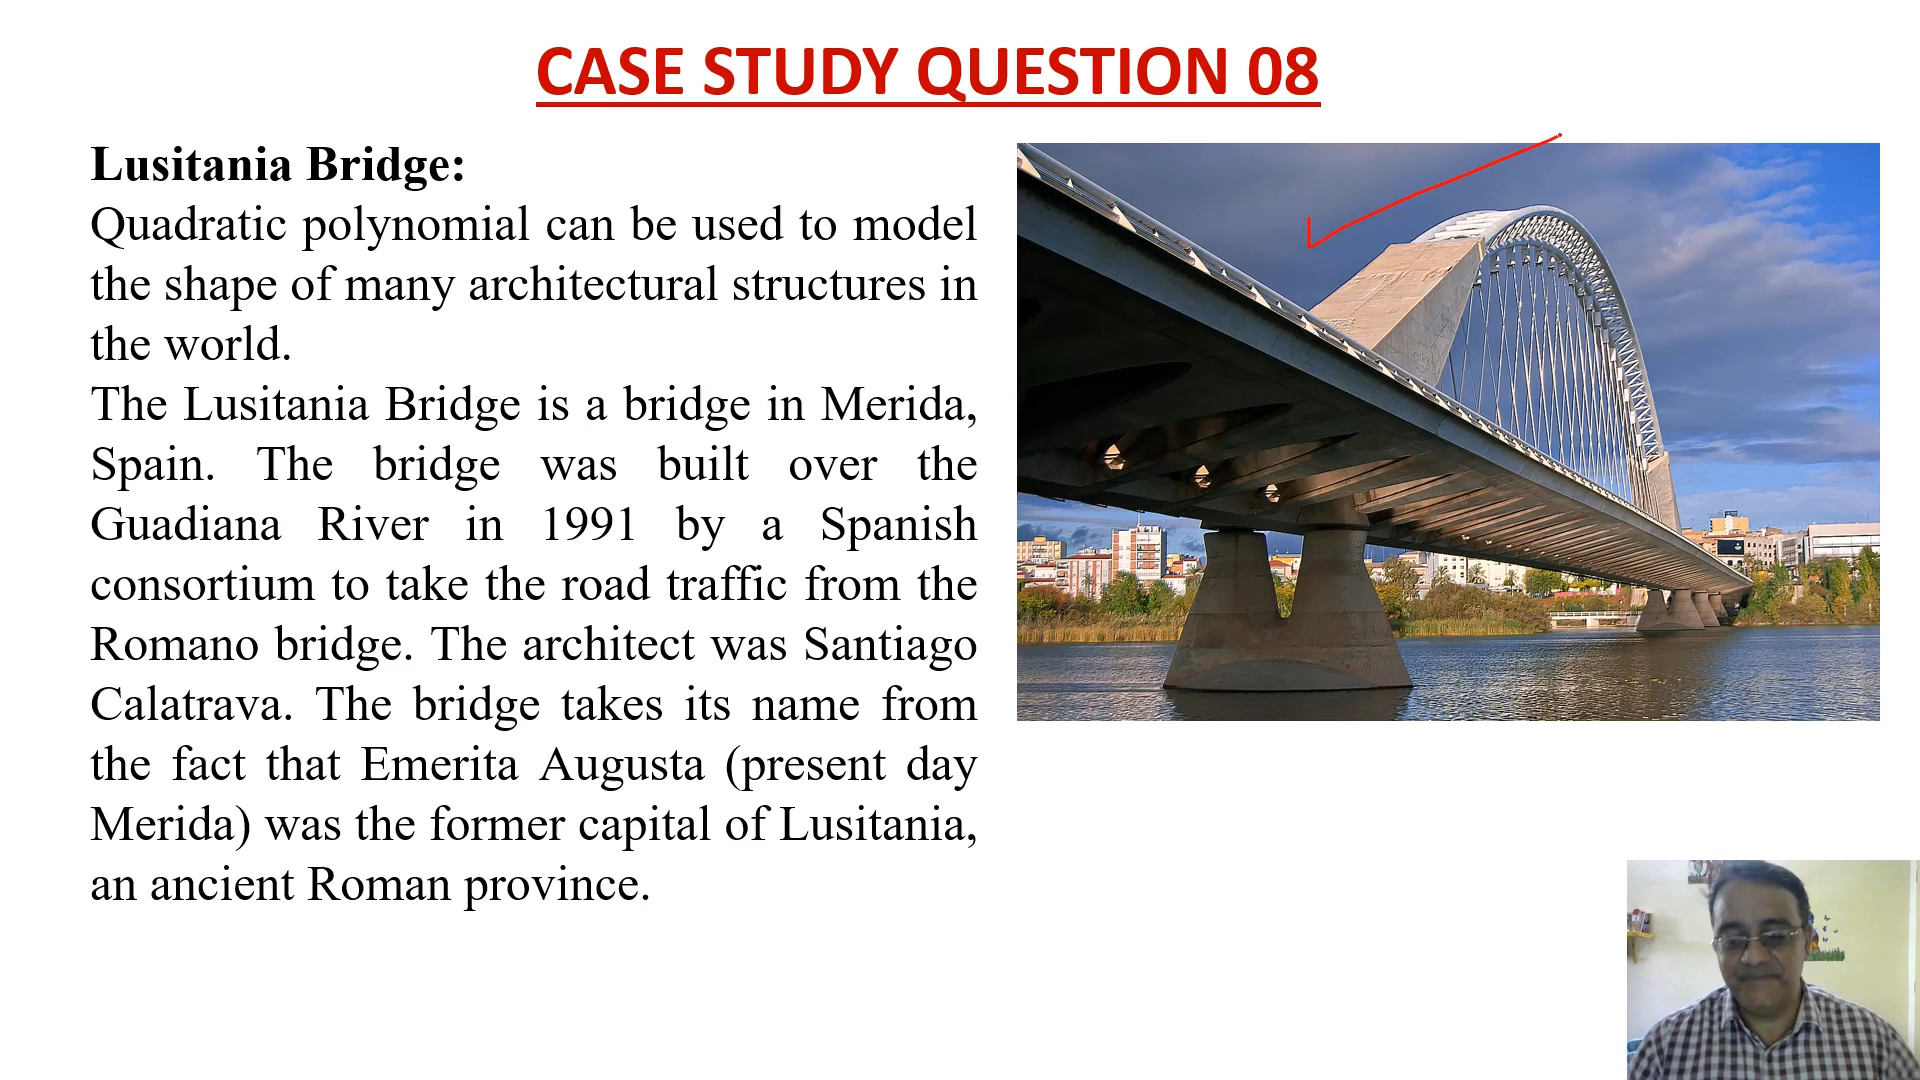 CASE STUDY QUESTION 08
Lusitania Bridge:
Quadratic polynomial can be used to model
the shape of many architectural structures in
the world.
The Lusitania Bridge is a bridge in Merida,
Spain. The bridge was built over the
Guadiana River in 1991 by a Spanish
consortium to take the road traffic from the
Romano bridge. The architect was Santiago
Calatrava. The bridge takes its name from
the fact that Emerita Augusta (present day
Merida) was the former capital of Lusitania,
an ancient Roman province.